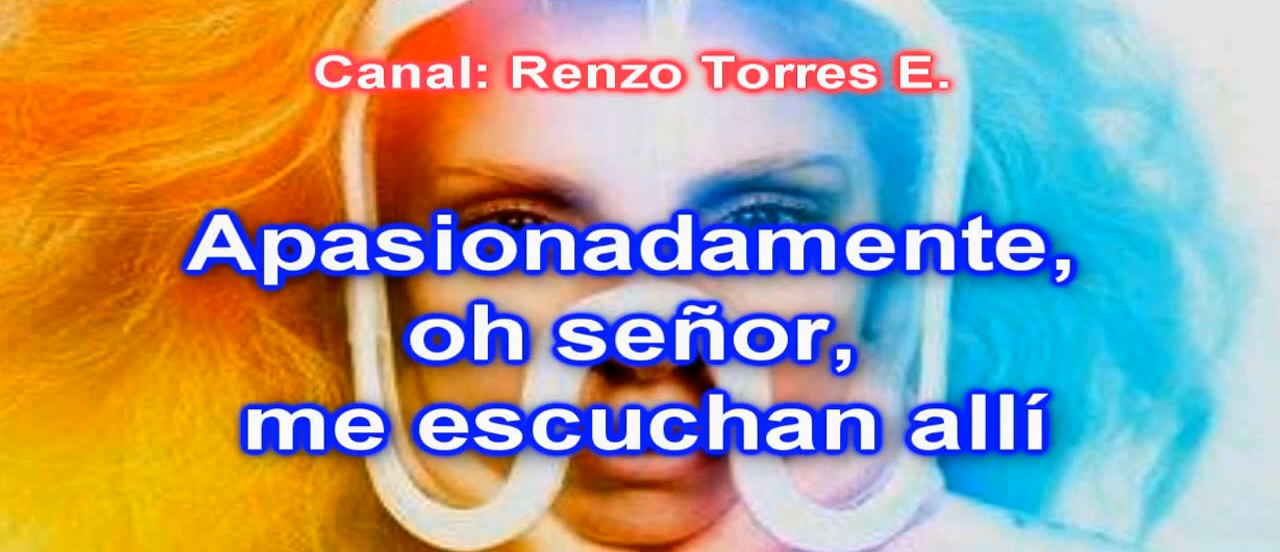 Canal: Renzo Torres E.
Apasionadamente,
oh señor,
me escuchan allí